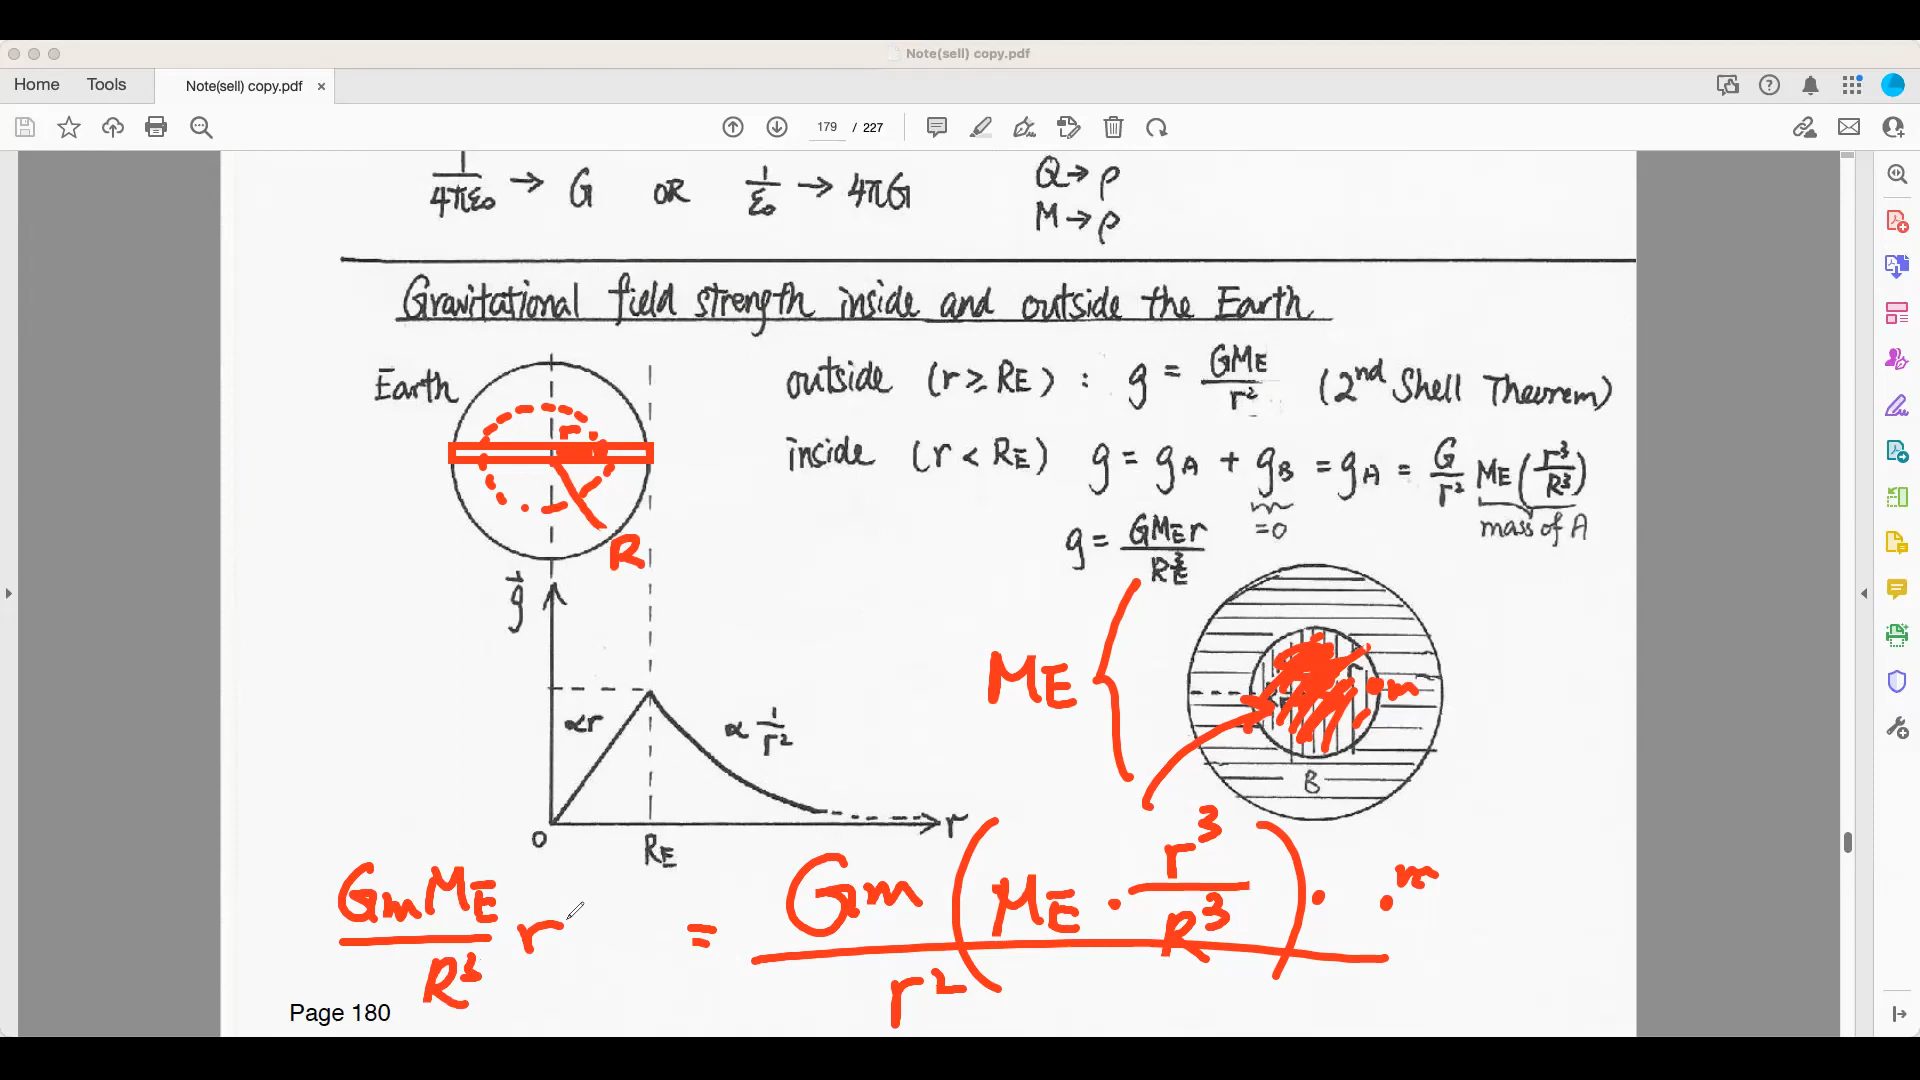 Note(sell) copy.pdf
Home Tools Note(sell) copy.pdf ×
179 / 227
1/4πε₀ → G OR 1/ε₀ → 4πG
Q → ρ
M → ρ
Gravitational field strength inside and outside the Earth
Earth
outside (r ≥ RE) : g = GME/r² (2nd Shell Theorem)
inside (r < RE) g = gA + gB = gA = G/r² ME (r³/R³)
=0
mass of A
g = GMEr/RE³
r
R
g⃗
αr
α 1/r²
O
RE
r
ME
r
m
B
GmME/R³ r = Gm(ME · r³/R³) · · m/r²
Page 180